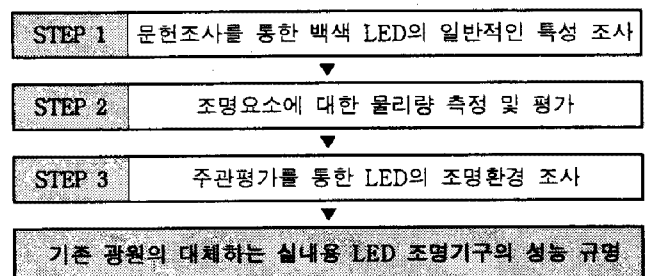 STEP 1 문헌조사를 통한 백색 LED의 일반적인 특성 조사
STEP 2 조명요소에 대한 물리량 측정 및 평가
STEP 3 주관평가를 통한 LED의 조명환경 조사
기존 광원의 대체하는 실내용 LED 조명기구의 성능 규명